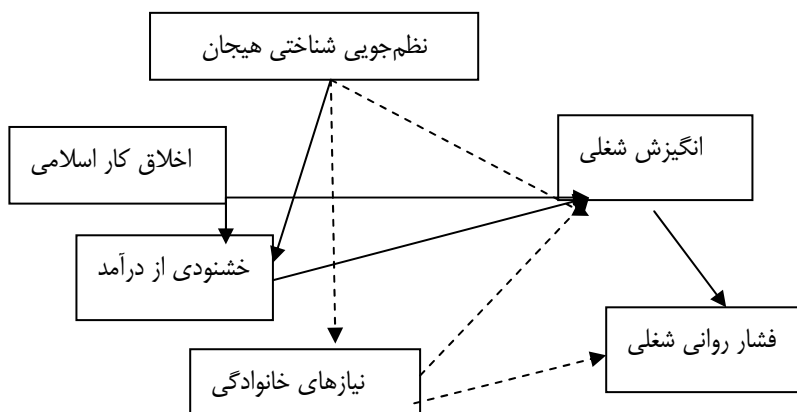 نظم‌جویی شناختی هیجان
انگیزش شغلی
اخلاق کار اسلامی
خشنودی از درآمد
فشار روانی شغلی
نیازهای خانوادگی